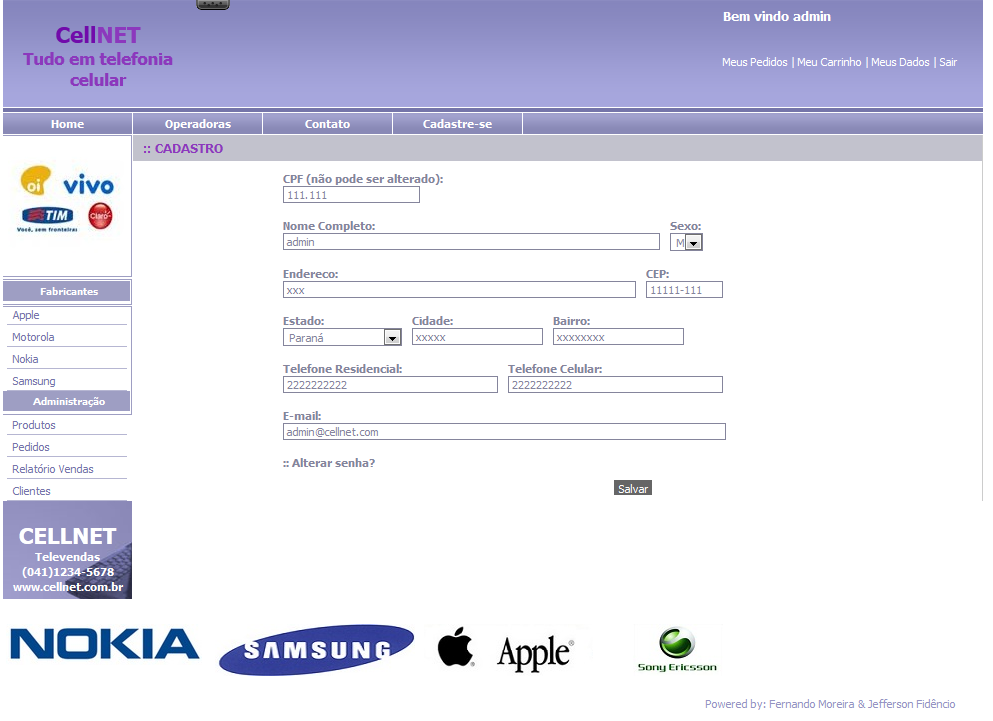 CellNET
Tudo em telefonia
celular
Bem vindo admin
Meus Pedidos | Meu Carrinho | Meus Dados | Sair
Home Operadoras Contato Cadastre-se
:: CADASTRO
oi vivo
TIM Claro
Você, sem fronteiras
CPF (não pode ser alterado):
111.111
Nome Completo: Sexo:
admin M
Endereco: CEP:
xxx 11111-111
Estado: Cidade: Bairro:
Paraná xxxxx xxxxxxxx
Telefone Residencial: Telefone Celular:
2222222222 2222222222
E-mail:
admin@cellnet.com
:: Alterar senha?
Salvar
Fabricantes
Apple
Motorola
Nokia
Samsung
Administração
Produtos
Pedidos
Relatório Vendas
Clientes
CELLNET
Televendas
(041)1234-5678
www.cellnet.com.br
NOKIA SAMSUNG Apple® Sony Ericsson
Powered by: Fernando Moreira & Jefferson Fidêncio